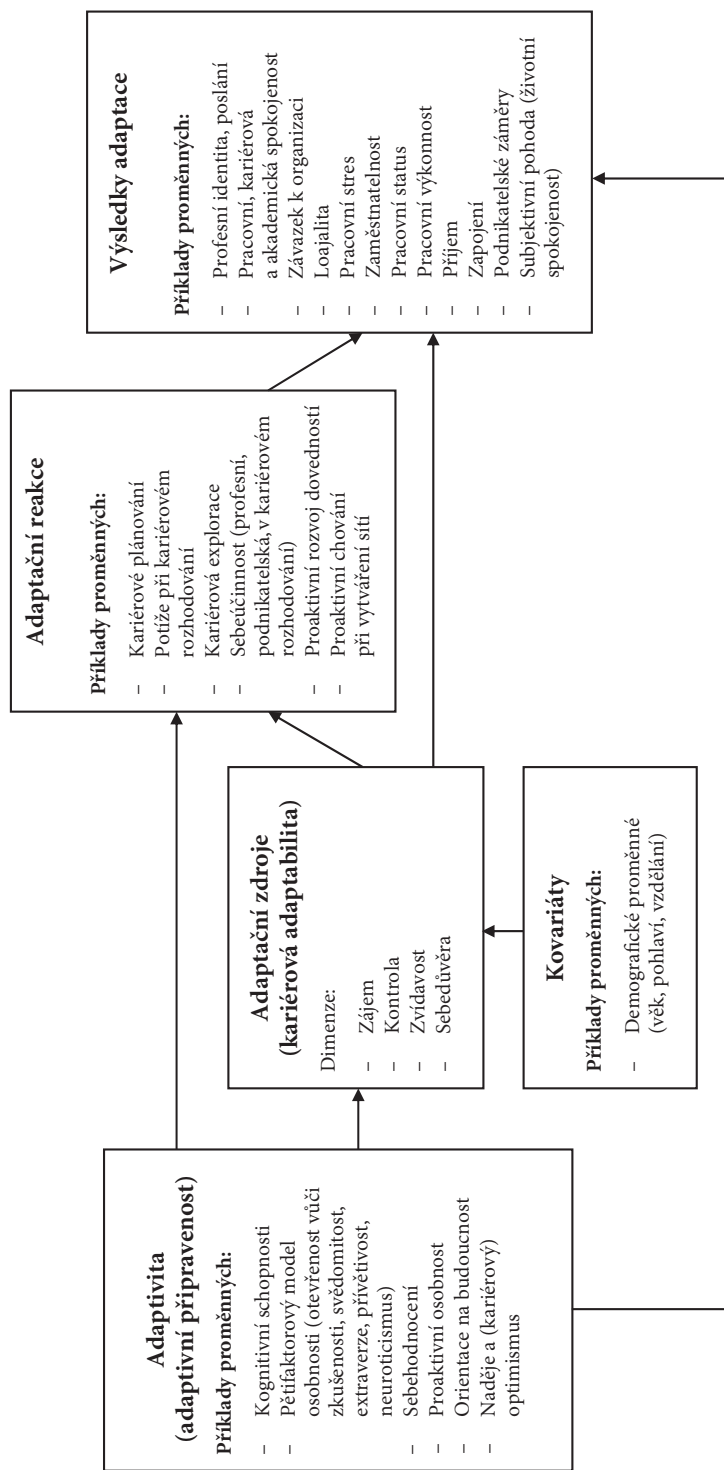 Adaptivita
(adaptivní připravenost)
Příklady proměnných:
– Kognitivní schopnosti
– Pětifaktorový model
osobnosti (otevřenost vůči
zkušenosti, svědomitost,
extraverze, přívětivost,
neuroticismus)
– Sebehodnocení
– Proaktivní osobnost
– Orientace na budoucnost
– Naděje a (kariérový)
optimismus
Adaptační zdroje
(kariérová adaptabilita)
Dimenze:
– Zájem
– Kontrola
– Zvídavost
– Sebedůvěra
Kovariáty
Příklady proměnných:
– Demografické proměnné
(věk, pohlaví, vzdělání)
Adaptační reakce
Příklady proměnných:
– Kariérové plánování
– Potíže při kariérovém
rozhodování
– Kariérová explorace
– Sebeúčinnost (profesní,
podnikatelská, v kariérovém
rozhodování)
– Proaktivní rozvoj dovedností
– Proaktivní chování
při vytváření sítí
Výsledky adaptace
Příklady proměnných:
– Profesní identita, poslání
– Pracovní, kariérová
a akademická spokojenost
– Závazek k organizaci
– Loajalita
– Pracovní stres
– Zaměstnatelnost
– Pracovní status
– Pracovní výkonnost
– Příjem
– Zapojení
– Podnikatelské záměry
– Subjektivní pohoda (životní
spokojenost)